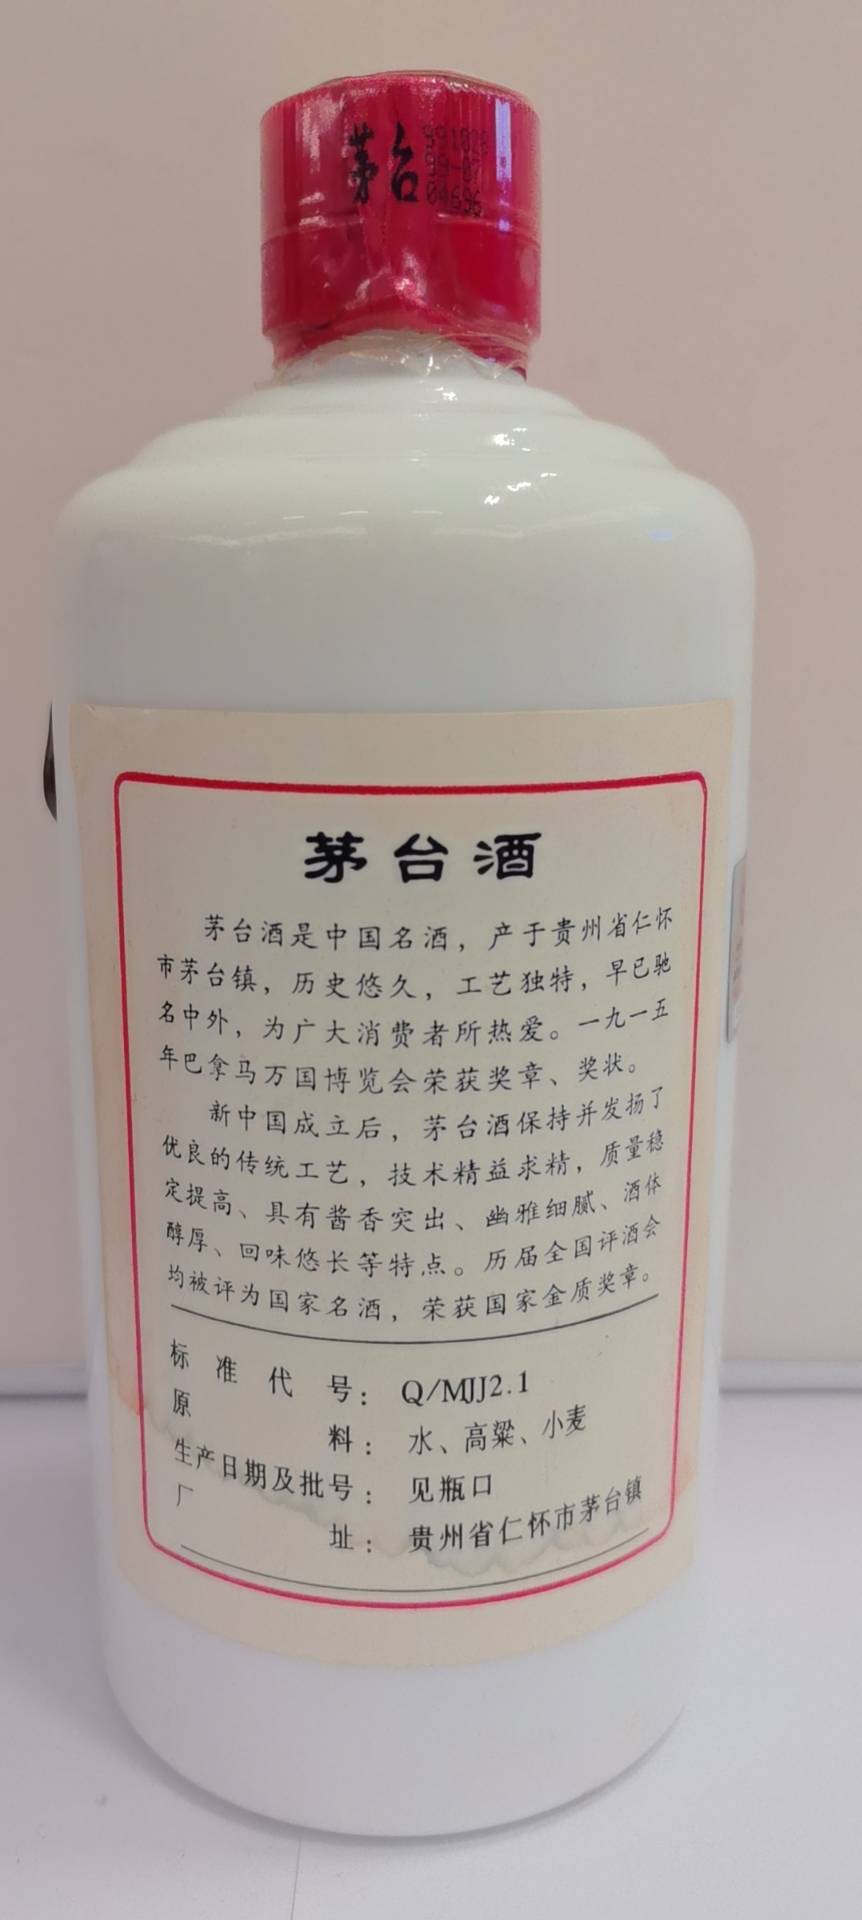 茅台
991028
99-07
04696
茅台酒
茅台酒是中国名酒，产于贵州省仁怀
市茅台镇，历史悠久，工艺独特，早已驰
名中外，为广大消费者所热爱。一九一五
年巴拿马万国博览会荣获奖章、奖状。
新中国成立后，茅台酒保持并发扬了
优良的传统工艺，技术精益求精，质量稳
定提高、具有酱香突出、幽雅细腻、酒体
醇厚、回味悠长等特点。历届全国评酒会
均被评为国家名酒，荣获国家金质奖章。
标准代号：Q/MJJ2.1
原料：水、高粱、小麦
生产日期及批号：见瓶口
厂址：贵州省仁怀市茅台镇